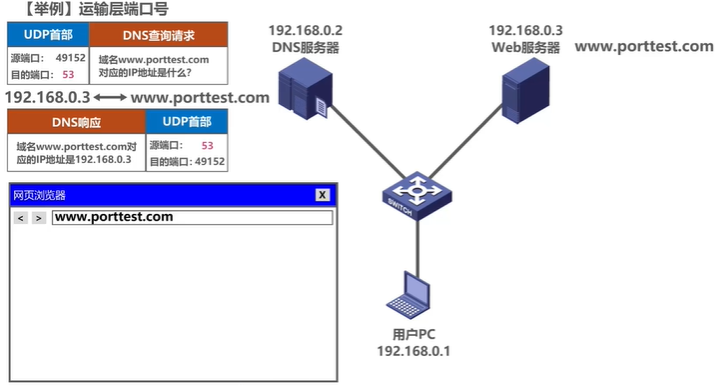 【举例】运输层端口号
UDP首部 DNS查询请求
源端口: 49152
目的端口: 53
域名www.porttest.com
对应的IP地址是什么?
192.168.0.3 www.porttest.com
DNS响应 UDP首部
域名www.porttest.com对
应的IP地址是192.168.0.3
源端口: 53
目的端口: 49152
网页浏览器 X
< > www.porttest.com
192.168.0.2
DNS服务器
192.168.0.3
Web服务器 www.porttest.com
SWITCH
用户PC
192.168.0.1